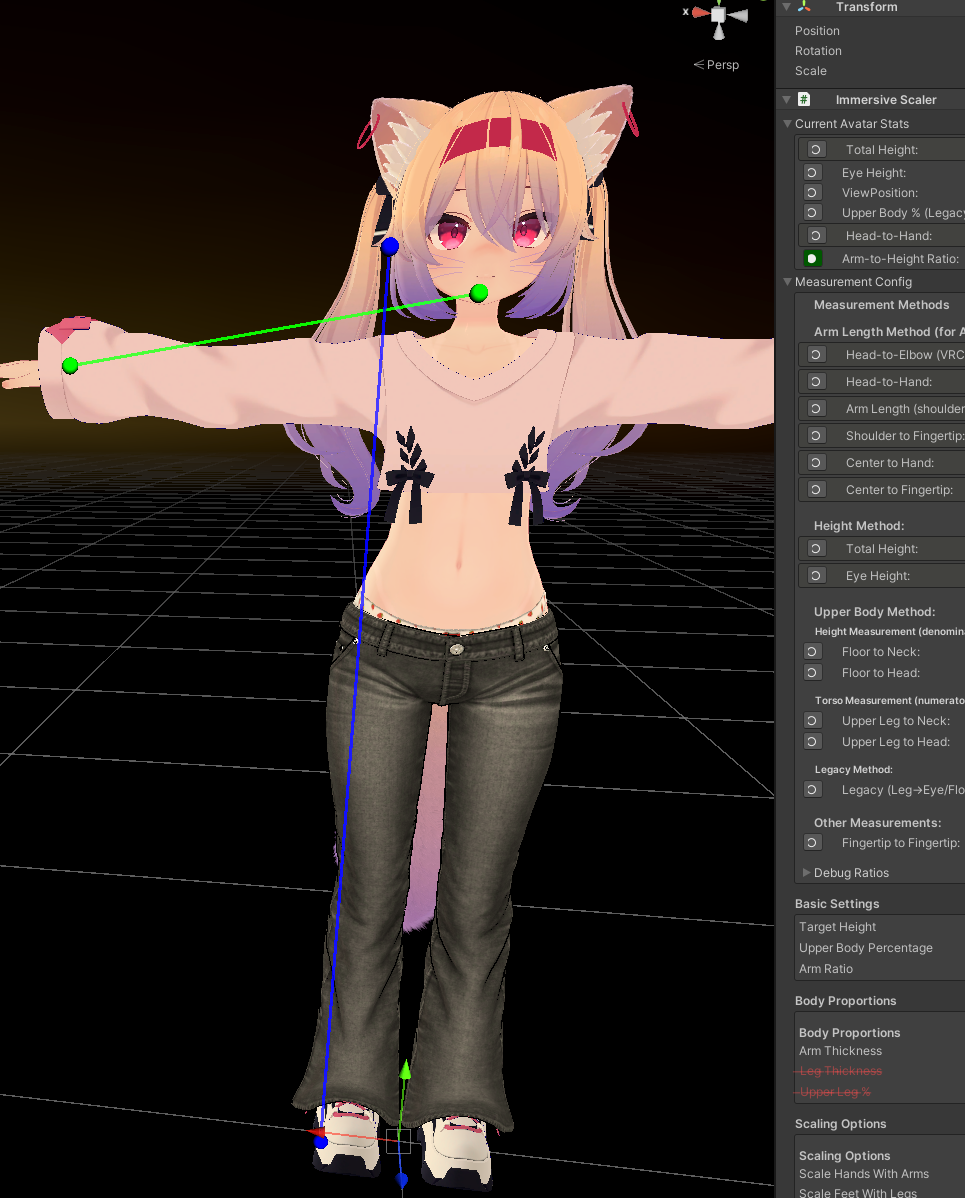 x
Persp
Transform
Position
Rotation
Scale
# Immersive Scaler
Current Avatar Stats
Total Height:
Eye Height:
ViewPosition:
Upper Body % (Legacy
Head-to-Hand:
Arm-to-Height Ratio:
Measurement Config
Measurement Methods
Arm Length Method (for A
Head-to-Elbow (VRC
Head-to-Hand:
Arm Length (shoulder
Shoulder to Fingertip:
Center to Hand:
Center to Fingertip:
Height Method:
Total Height:
Eye Height:
Upper Body Method:
Height Measurement (denomin
Floor to Neck:
Floor to Head:
Torso Measurement (numerato
Upper Leg to Neck:
Upper Leg to Head:
Legacy Method:
Legacy (Leg→Eye/Flo
Other Measurements:
Fingertip to Fingertip:
Debug Ratios
Basic Settings
Target Height
Upper Body Percentage
Arm Ratio
Body Proportions
Body Proportions
Arm Thickness
Leg Thickness
Upper Leg %
Scaling Options
Scaling Options
Scale Hands With Arms
Scale Feet With Legs